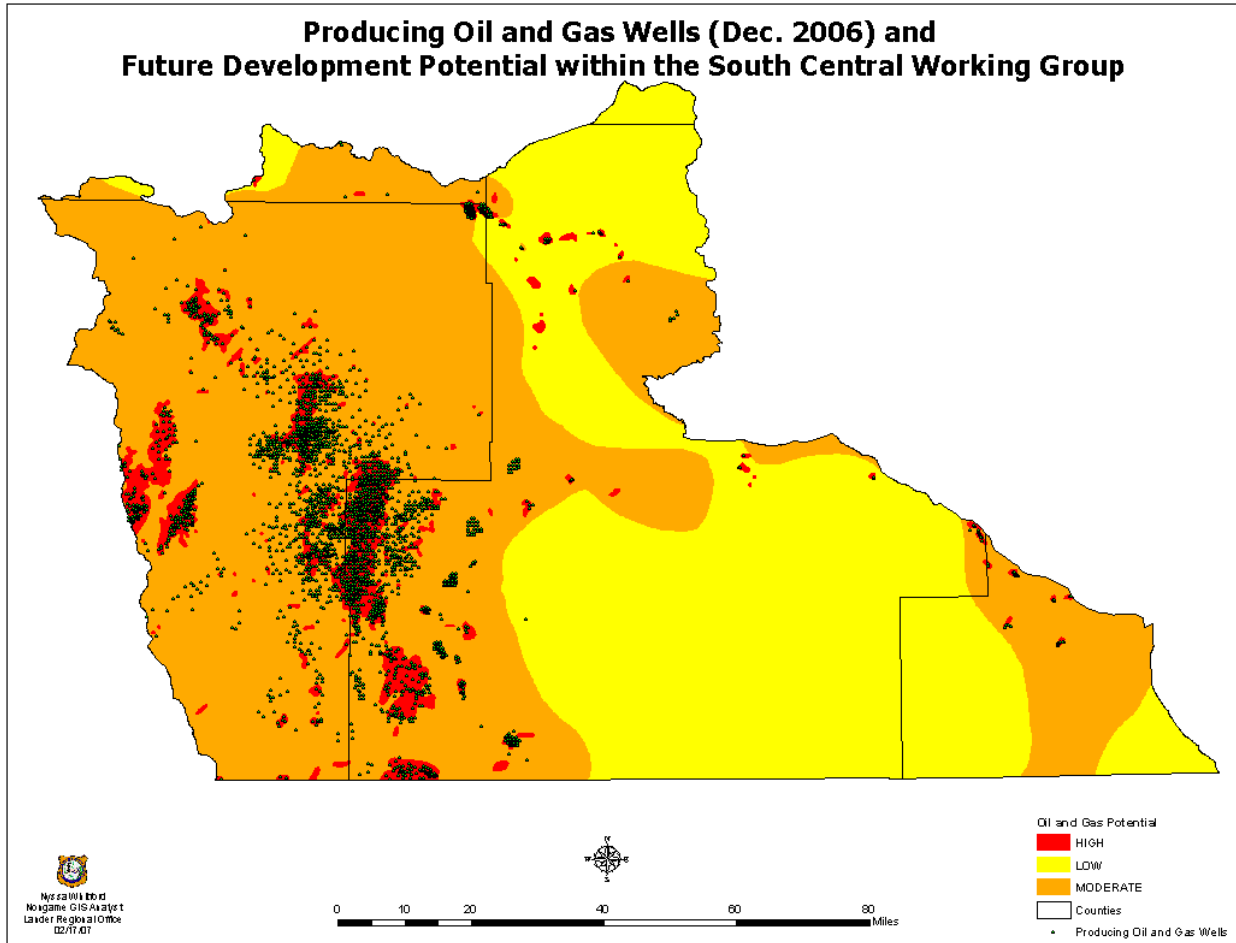 Producing Oil and Gas Wells (Dec. 2006) and
Future Development Potential within the South Central Working Group
Oil and Gas Potential
HIGH
LOW
MODERATE
Counties
Producing Oil and Gas Wells
N
W E
S
Nyssa Whitford
Nongame GIS Analyst
Lander Regional Office
02/17/07
0 10 20 40 60 80
Miles